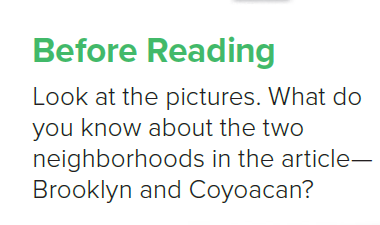 Before Reading
Look at the pictures. What do
you know about the two
neighborhoods in the article—
Brooklyn and Coyoacan?